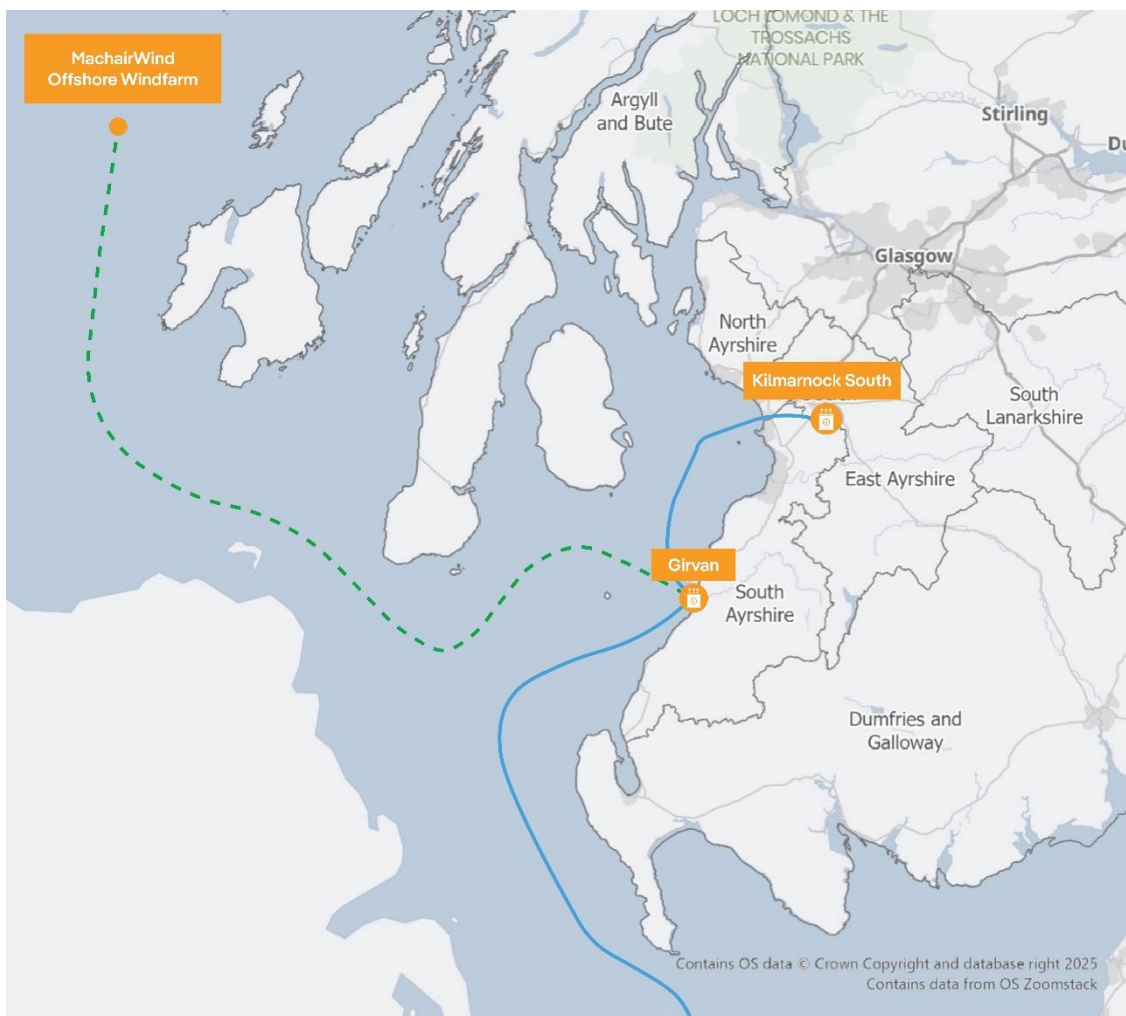 LOCH LOMOND & THE
TROSSACHS
NATIONAL PARK
MachairWind
Offshore Windfarm
Argyll
and Bute
Stirling
Du
Glasgow
North
Ayrshire
Kilmarnock South
South
Lanarkshire
East Ayrshire
Girvan
South
Ayrshire
Dumfries and
Galloway
Contains OS data © Crown Copyright and database right 2025
Contains data from OS Zoomstack